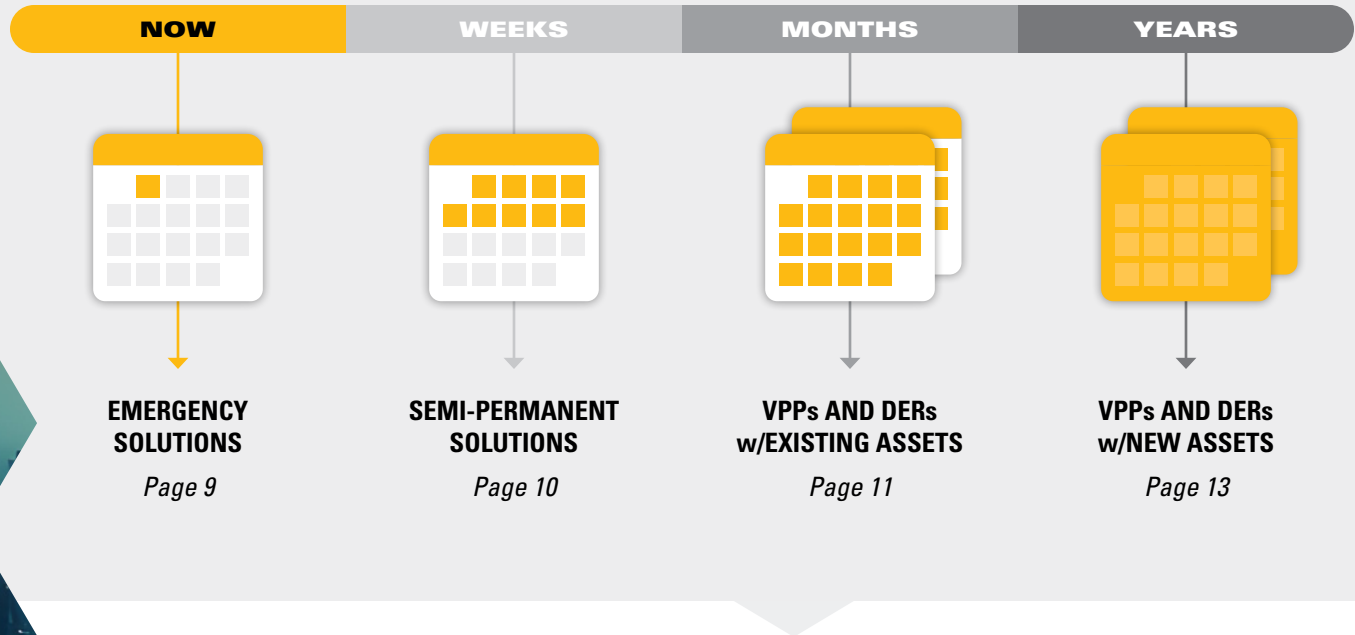 NOW
WEEKS
MONTHS
YEARS
EMERGENCY
SOLUTIONS
Page 9
SEMI-PERMANENT
SOLUTIONS
Page 10
VPPs AND DERs
w/EXISTING ASSETS
Page 11
VPPs AND DERs
w/NEW ASSETS
Page 13